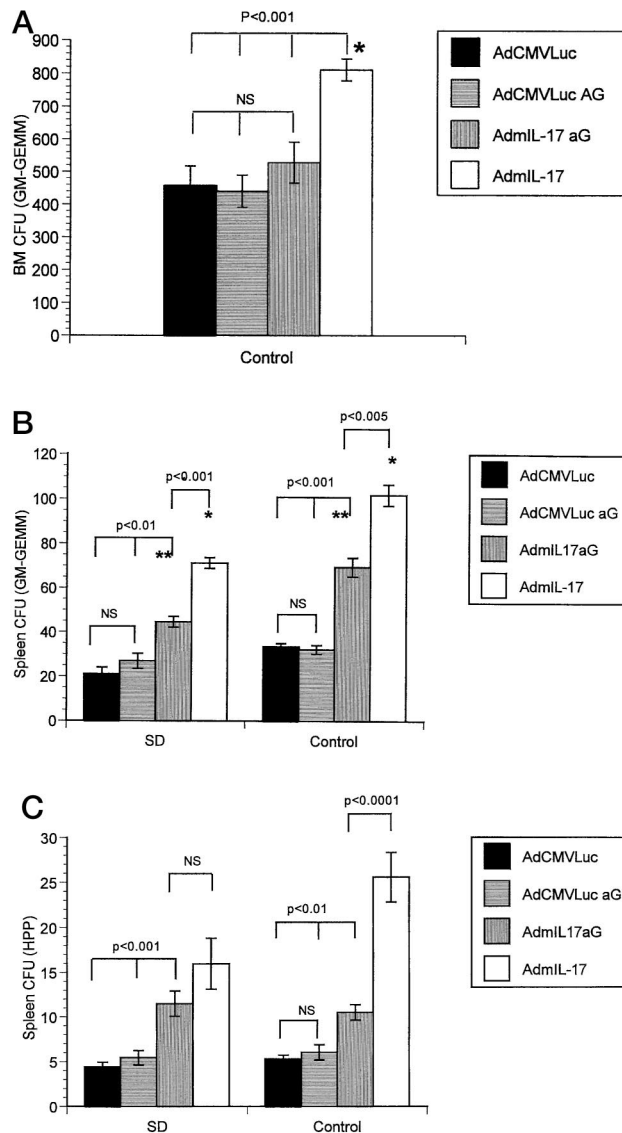 A
P<0.001
*
NS
900
800
700
600
500
400
300
200
100
0
BM CFU (GM-GEMM)
Control
AdCMVLuc
AdCMVLuc AG
AdmIL-17 aG
AdmIL-17
B
p<0.005
p<0.001
*
p<0.001
*
p<0.01
**
**
NS
NS
120
100
80
60
40
20
0
Spleen CFU (GM-GEMM)
SD Control
AdCMVLuc
AdCMVLuc aG
AdmIL17aG
AdmIL-17
C
p<0.0001
NS
p<0.01
p<0.001
NS
30
25
20
15
10
5
0
Spleen CFU (HPP)
SD Control
AdCMVLuc
AdCMVLuc aG
AdmIL17aG
AdmIL-17